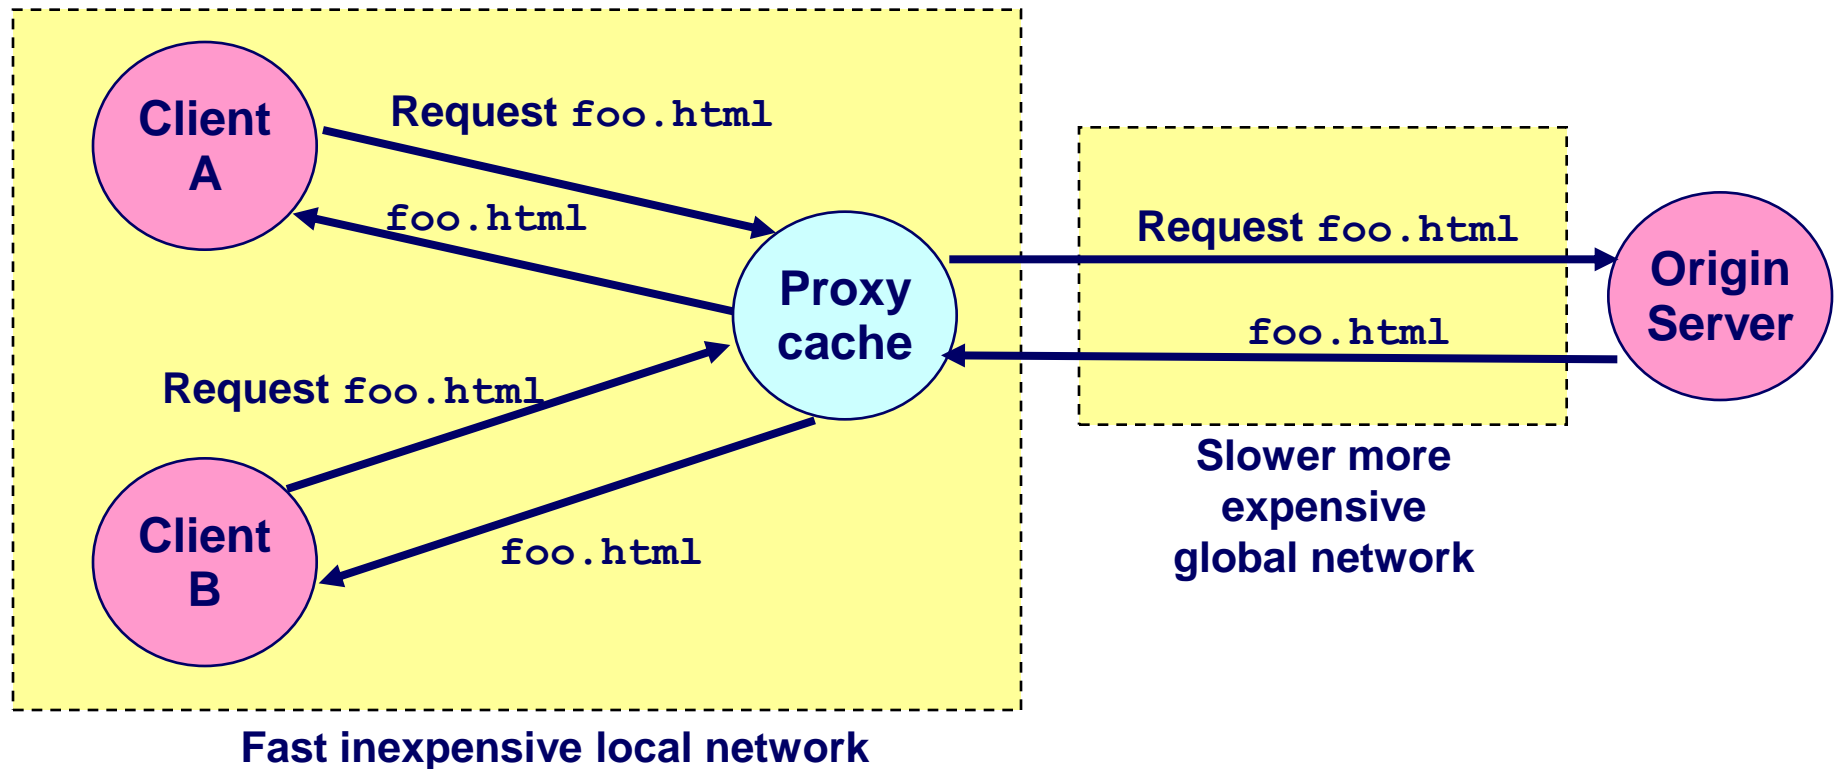 Client
A
Request foo.html
foo.html
Proxy
cache
Request foo.html
foo.html
Client
B
Request foo.html
foo.html
Origin
Server
Slower more
expensive
global network
Fast inexpensive local network